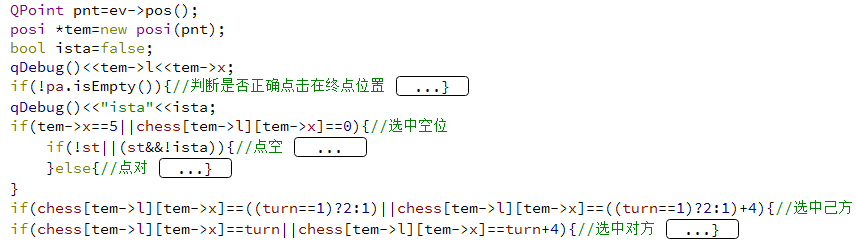 QPoint pnt=ev->pos();
posi *tem=new posi(pnt);
bool ista=false;
qDebug()<<tem->l<<tem->x;
if(!pa.isEmpty()){//判断是否正确点击在终点位置 ...}
qDebug()<<"ista"<<ista;
if(tem->x==5||chess[tem->l][tem->x]==0){//选中空位
    if(!st||(st&&!ista)){//点空 ...
    }else{//点对 ...}
}
if(chess[tem->l][tem->x]==((turn==1)?2:1)||chess[tem->l][tem->x]==((turn==1)?2:1)+4){//选中己方
if(chess[tem->l][tem->x]==turn||chess[tem->l][tem->x]==turn+4){//选中对方 ...}